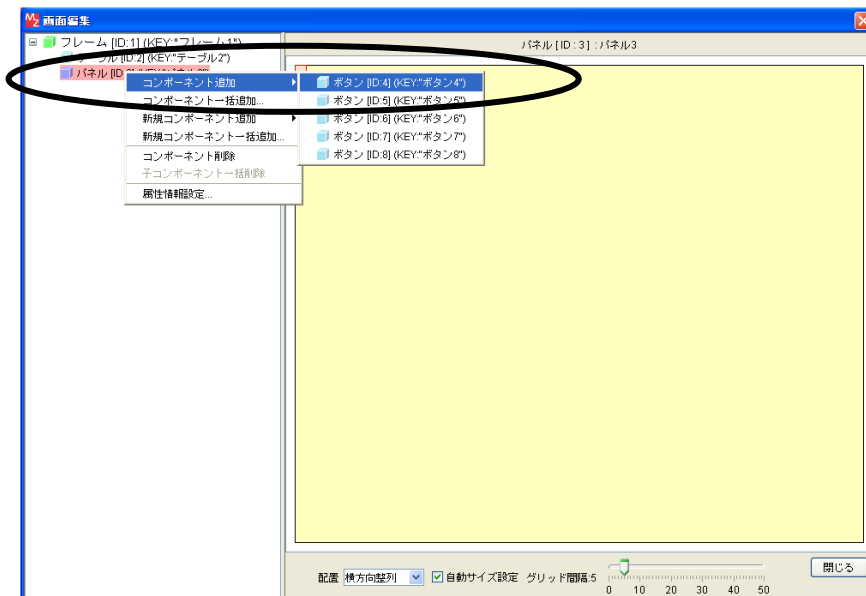 画面編集
フレーム [ID:1] (KEY:"フレーム1")
テーブル [ID:2] (KEY:"テーブル2")
パネル [ID:3] (KEY:"パネル3")
パネル [ID : 3] : パネル3
コンポーネント追加
コンポーネント一括追加...
新規コンポーネント追加
新規コンポーネント一括追加...
コンポーネント削除
子コンポーネント一括削除
属性情報設定...
ボタン [ID:4] (KEY:"ボタン4")
ボタン [ID:5] (KEY:"ボタン5")
ボタン [ID:6] (KEY:"ボタン6")
ボタン [ID:7] (KEY:"ボタン7")
ボタン [ID:8] (KEY:"ボタン8")
配置 横方向整列 自動サイズ設定 グリッド間隔:5
0 10 20 30 40 50
閉じる